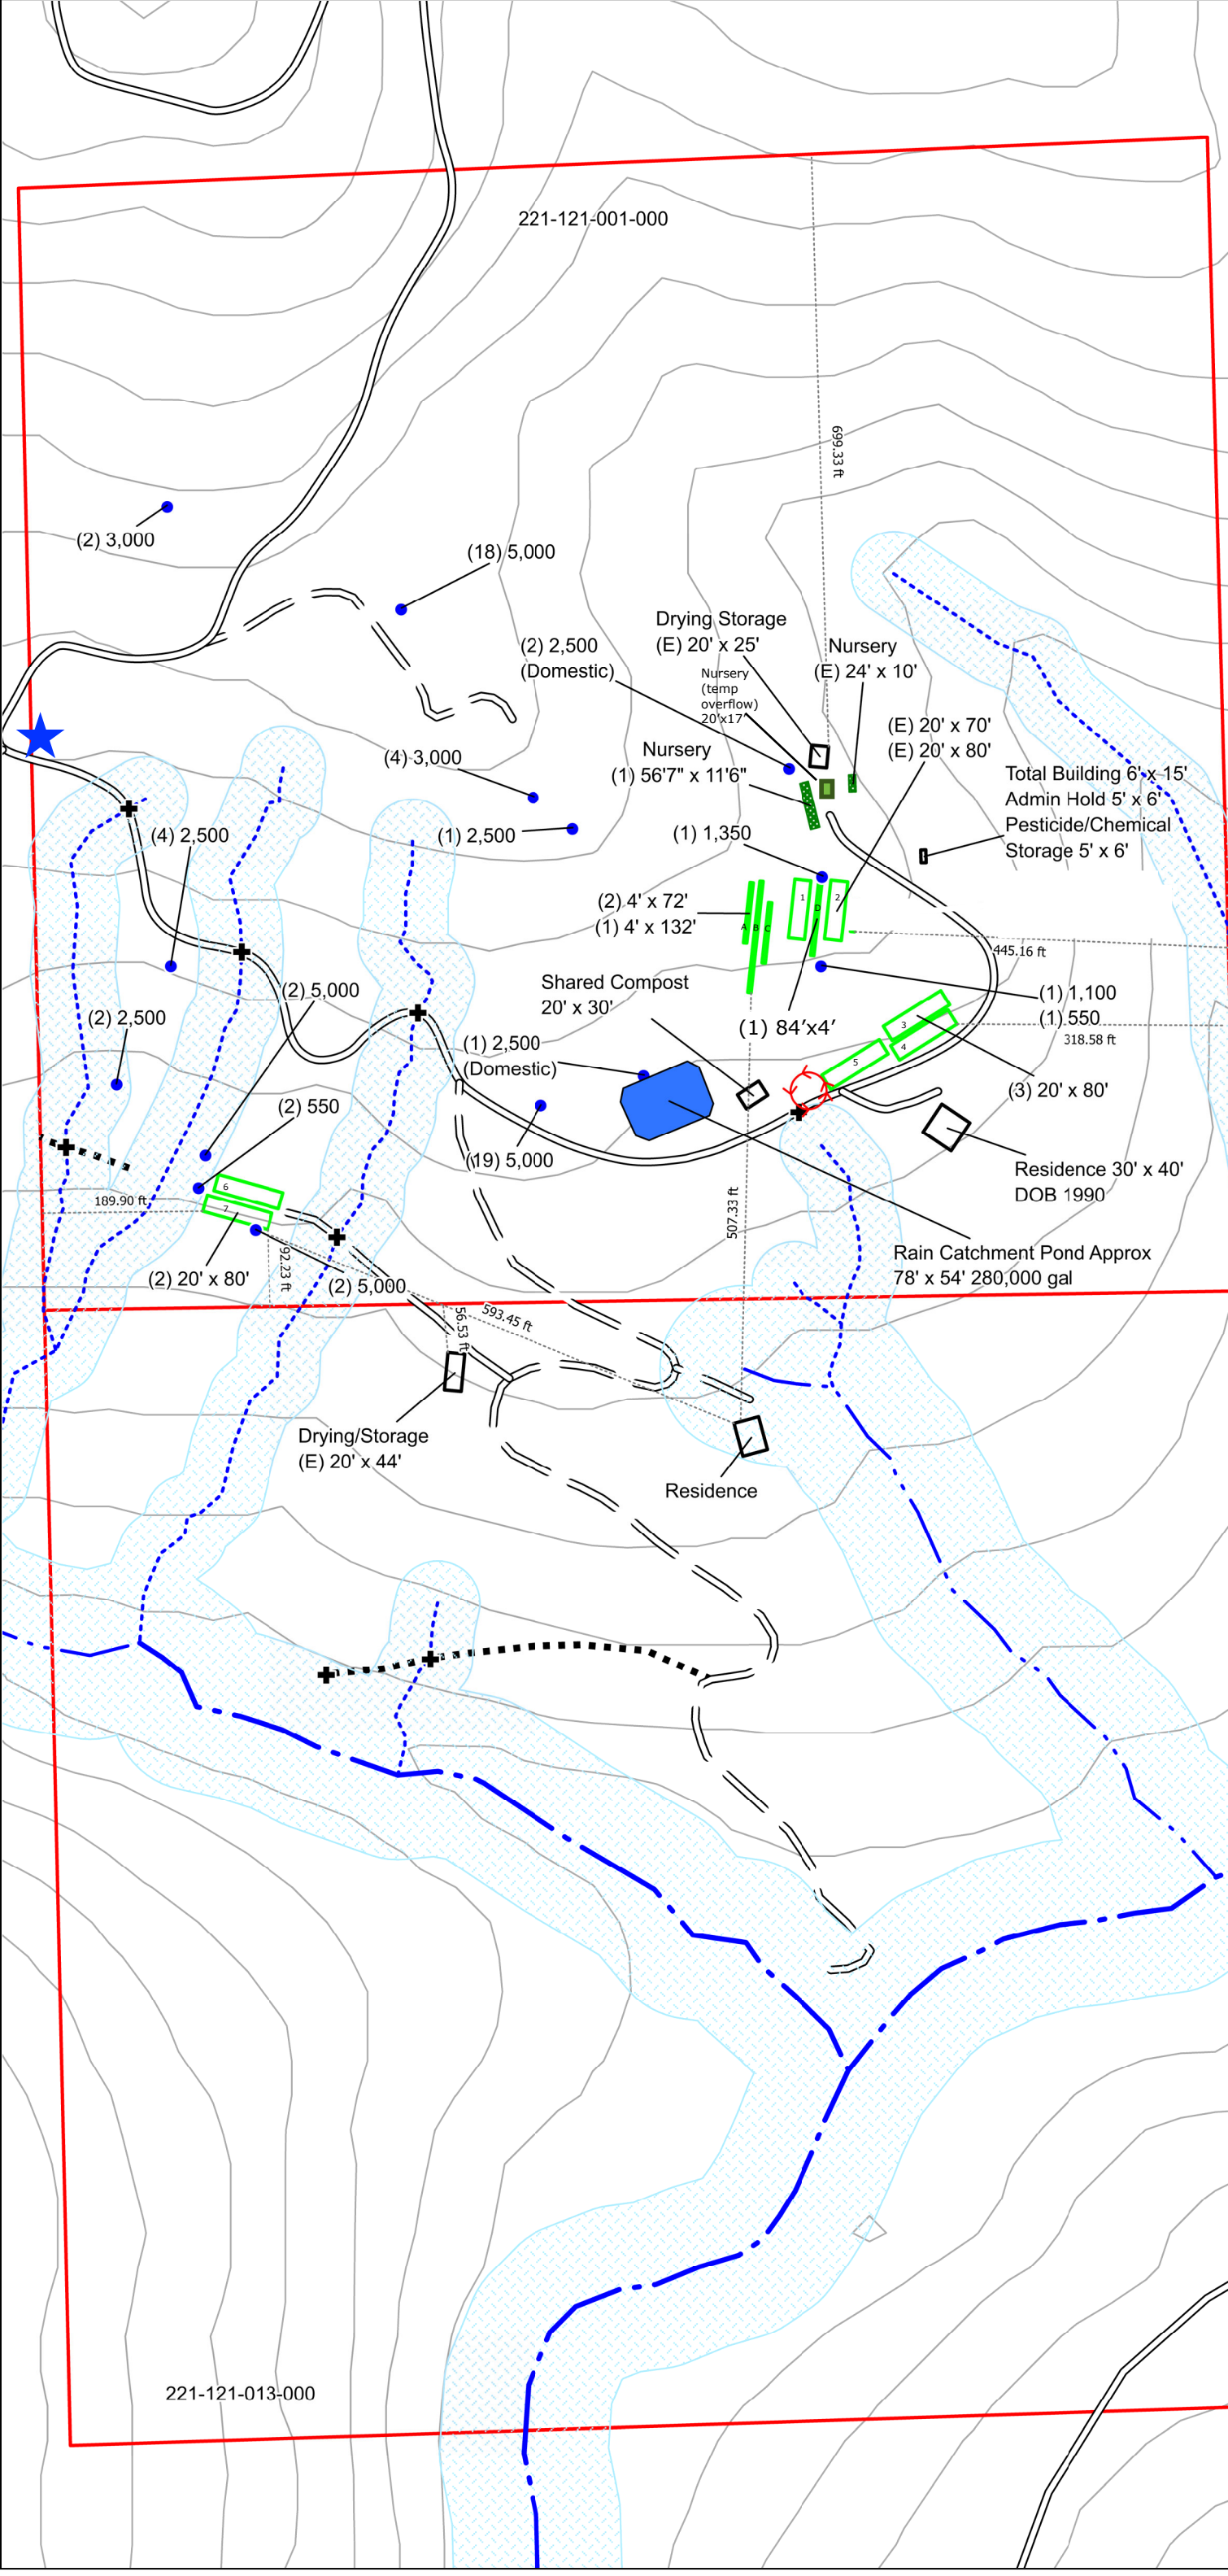 221-121-001-000
699.33 ft
(2) 3,000
(18) 5,000
Drying Storage
(E) 20' x 25'
(2) 2,500
(Domestic)
Nursery
(E) 24' x 10'
Nursery
(temp
overflow)
20'x17'
(E) 20' x 70'
(E) 20' x 80'
(4) 3,000
Nursery
(1) 56'7" x 11'6"
Total Building 6' x 15'
Admin Hold 5' x 6'
Pesticide/Chemical
Storage 5' x 6'
(4) 2,500
(1) 2,500
(1) 1,350
(2) 4' x 72'
(1) 4' x 132'
A
B
C
1
D
2
445.16 ft
Shared Compost
20' x 30'
(2) 5,000
(1) 1,100
(1) 550
(2) 2,500
(1) 84'x4'
3
4
5
318.58 ft
(1) 2,500
(Domestic)
(3) 20' x 80'
(2) 550
(19) 5,000
Residence 30' x 40'
DOB 1990
189.90 ft
6
7
507.33 ft
Rain Catchment Pond Approx
78' x 54' 280,000 gal
(2) 20' x 80'
92.23 ft
(2) 5,000
56.53 ft
593.45 ft
Drying/Storage
(E) 20' x 44'
Residence
221-121-013-000